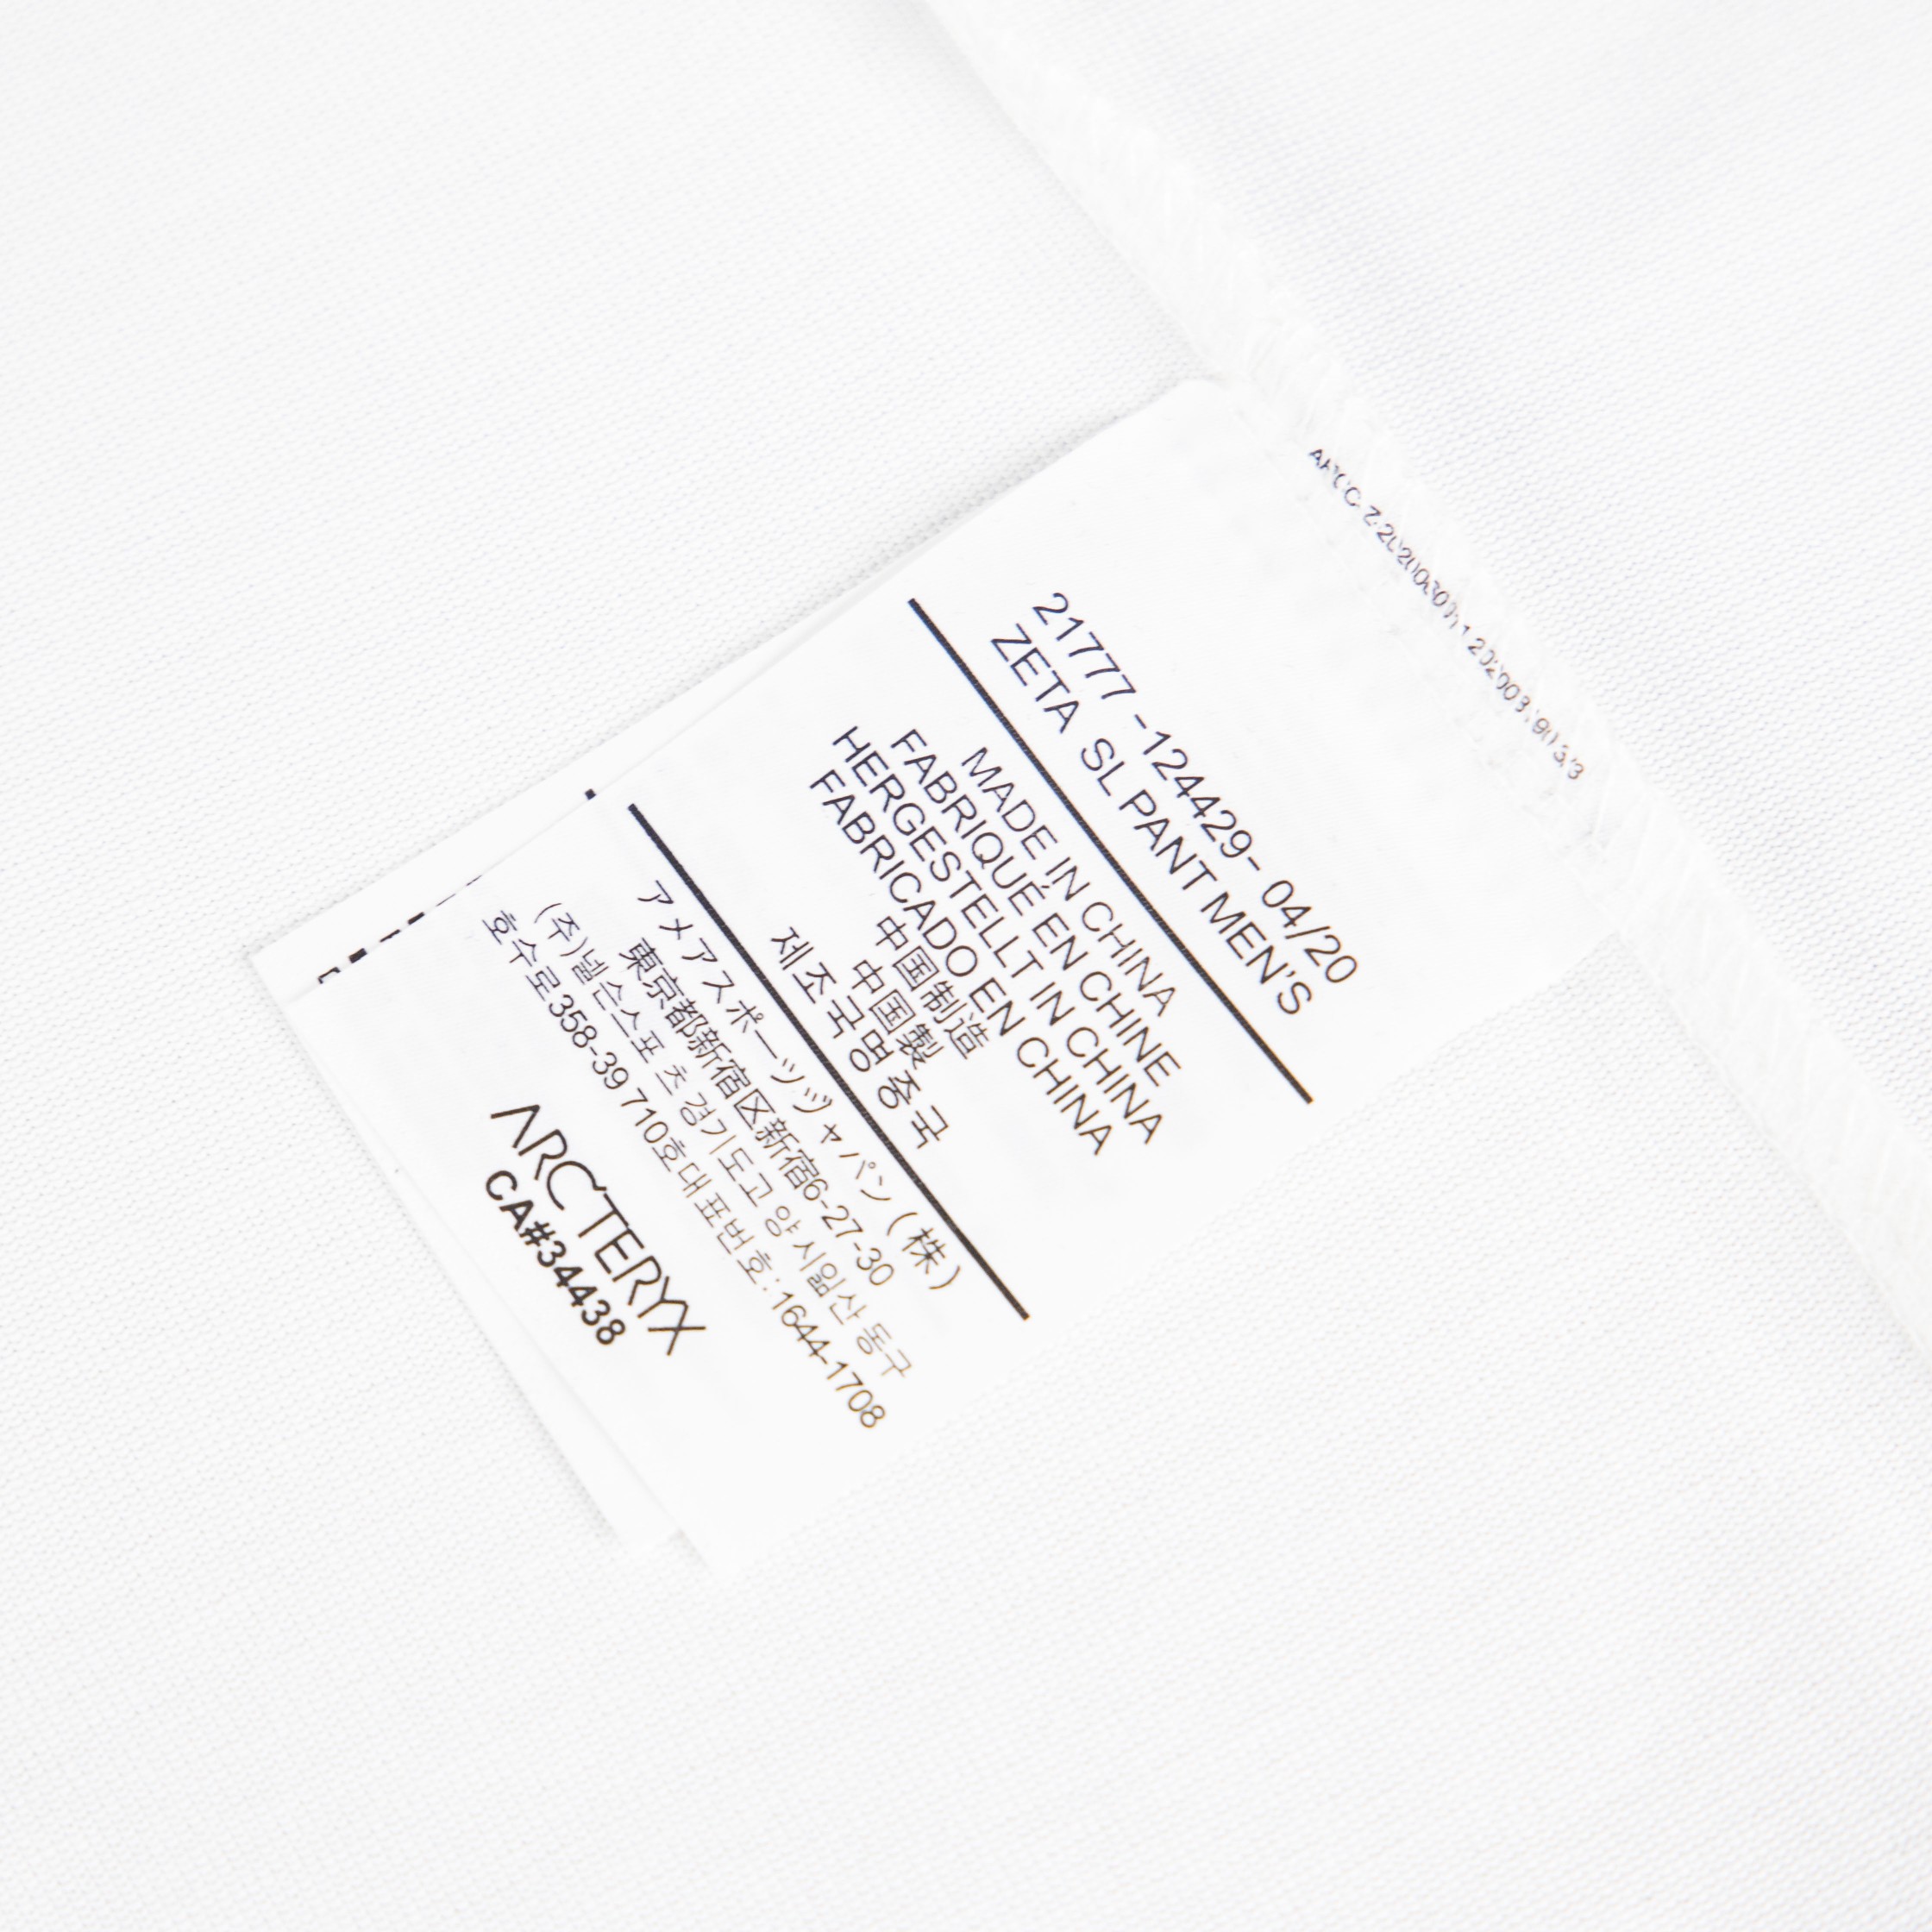 21777 -124429- 04/20
ZETA SL PANT MEN'S
MADE IN CHINA
FABRIQUÉ EN CHINE
HERGESTELLT IN CHINA
FABRICADO EN CHINA
中国制造
中国製
제조국명 중국
アメアスポーツジャパン (株)
東京都新宿区新宿6-27-30
(주)넬슨스포츠 경기도고양시일산동구
호수로358-39 710호대표번호:1644-1708
ARC'TERYX
CA#34438